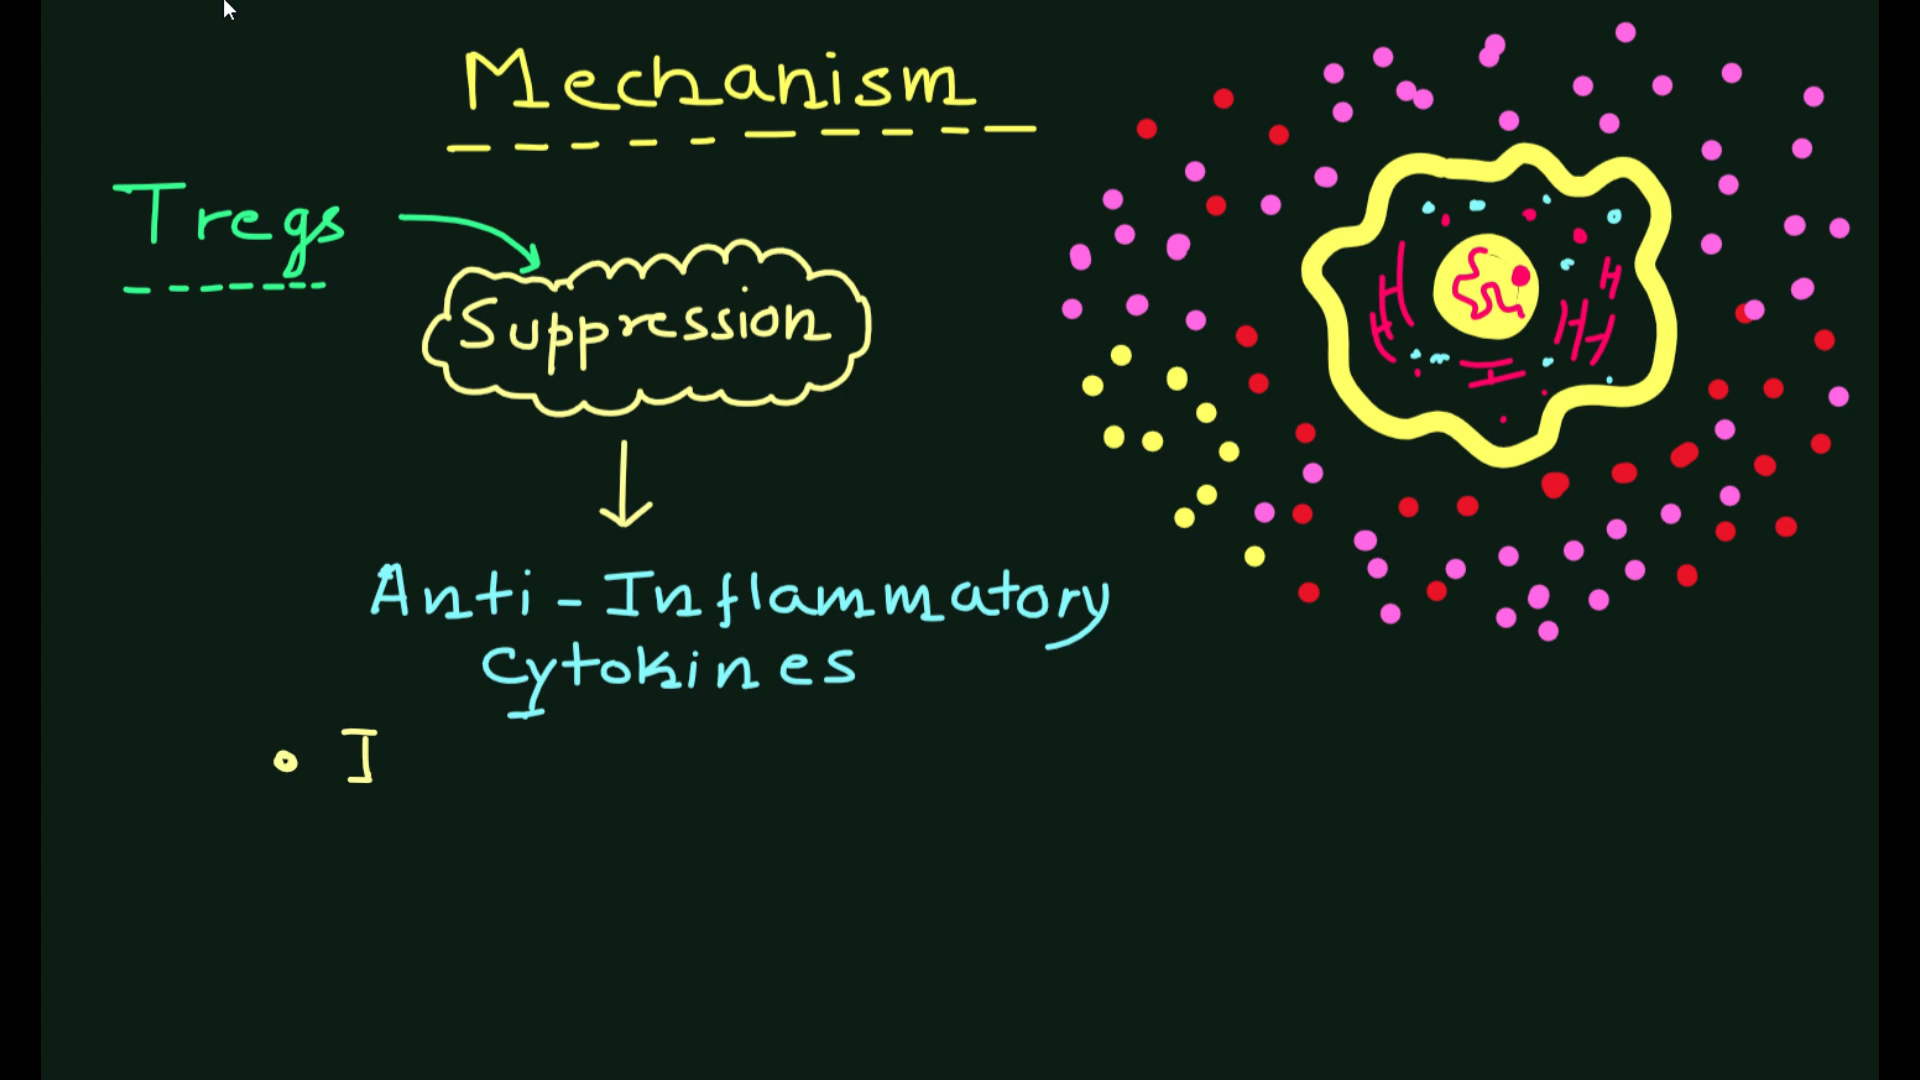 Mechanism
Tregs
Suppression
Anti-Inflammatory
Cytokines
I